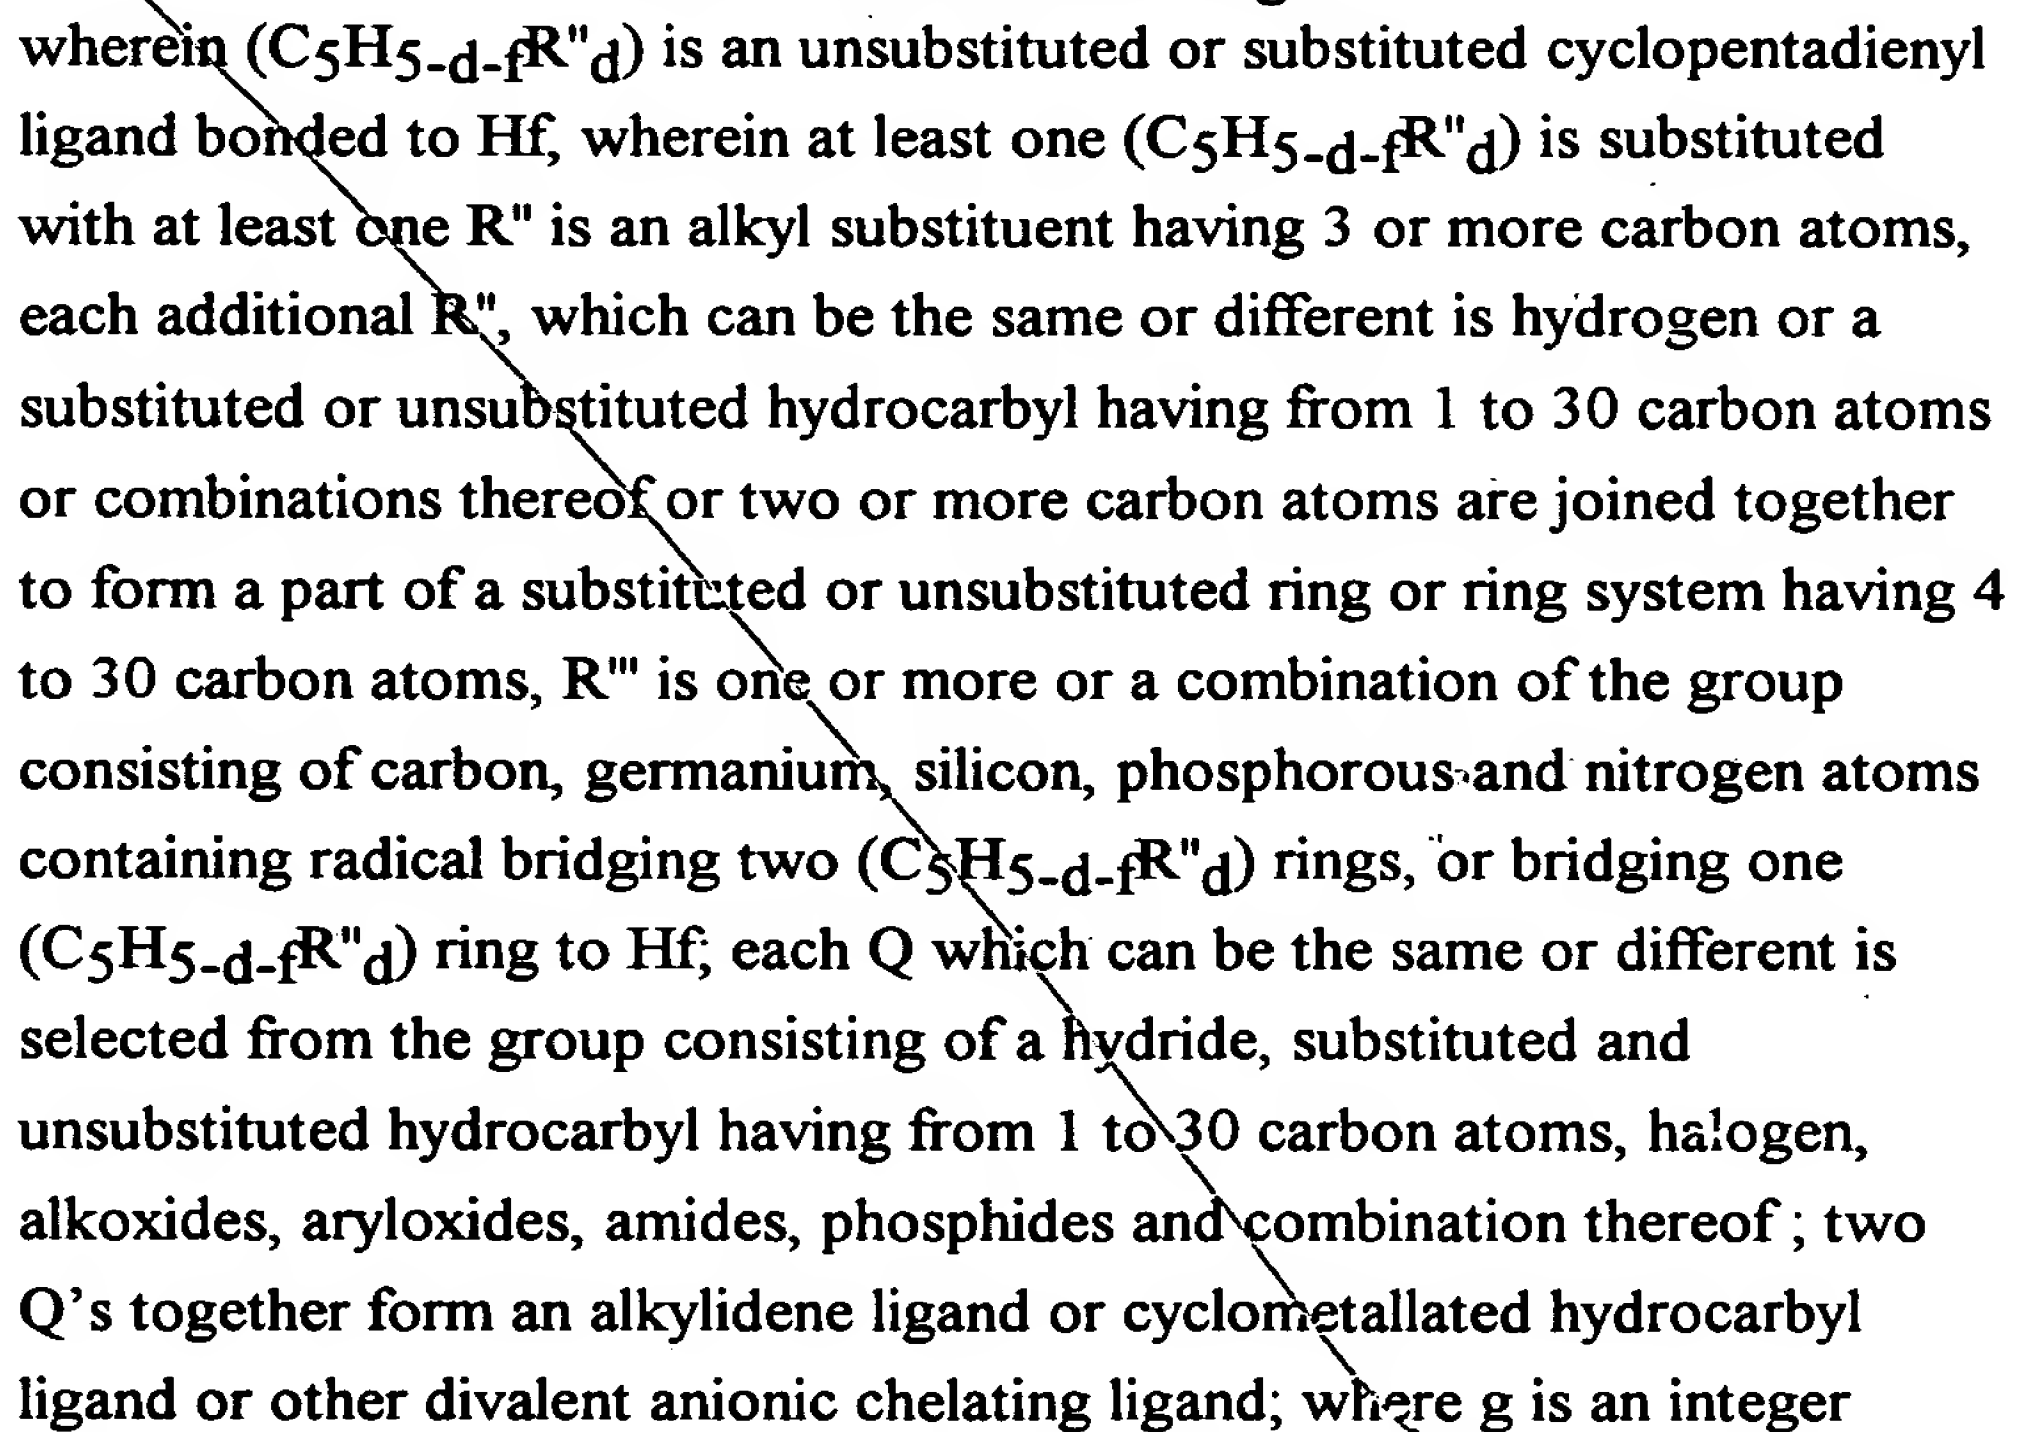 wherein (C5H5-d-fR"d) is an unsubstituted or substituted cyclopentadienyl
ligand bonded to Hf, wherein at least one (C5H5-d-fR"d) is substituted
with at least one R" is an alkyl substituent having 3 or more carbon atoms,
each additional R", which can be the same or different is hydrogen or a
substituted or unsubstituted hydrocarbyl having from 1 to 30 carbon atoms
or combinations thereof or two or more carbon atoms are joined together
to form a part of a substituted or unsubstituted ring or ring system having 4
to 30 carbon atoms, R''' is one or more or a combination of the group
consisting of carbon, germanium, silicon, phosphorous and nitrogen atoms
containing radical bridging two (C5H5-d-fR"d) rings, or bridging one
(C5H5-d-fR"d) ring to Hf; each Q which can be the same or different is
selected from the group consisting of a hydride, substituted and
unsubstituted hydrocarbyl having from 1 to 30 carbon atoms, halogen,
alkoxides, aryloxides, amides, phosphides and combination thereof ; two
Q's together form an alkylidene ligand or cyclometallated hydrocarbyl
ligand or other divalent anionic chelating ligand; where g is an integer